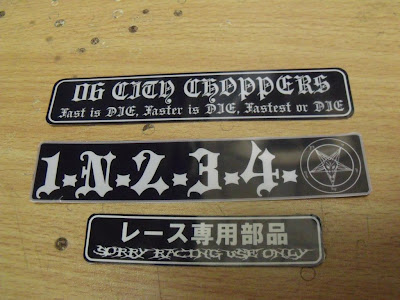 06 CITY CHOPPERS
Fast is DIE, Faster is DIE, Fastest or DIE
1★N★2★3★4★
レース専用部品
SORRY RACING USE ONLY